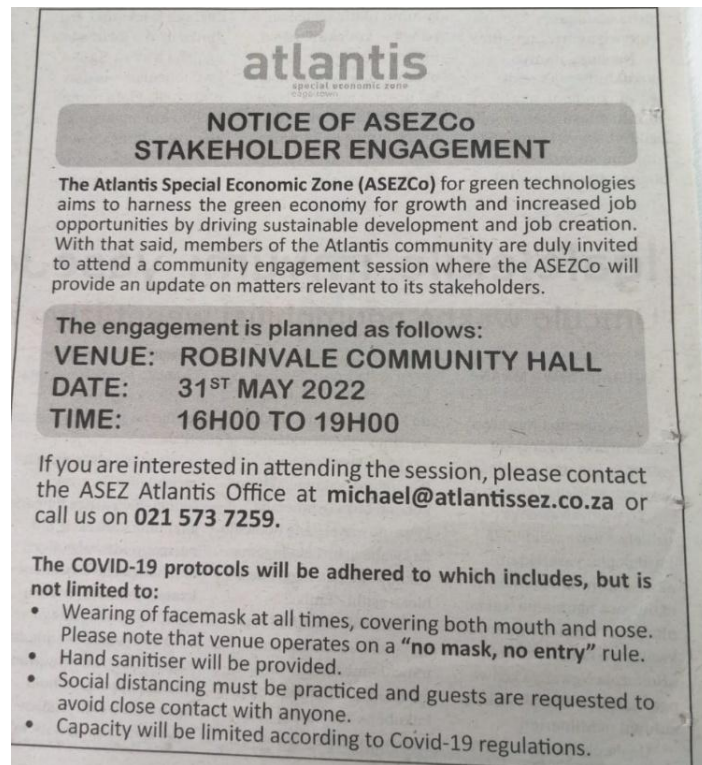 atlantis
special economic zone
cape town
NOTICE OF ASEZCo
STAKEHOLDER ENGAGEMENT
The Atlantis Special Economic Zone (ASEZCo) for green technologies
aims to harness the green economy for growth and increased job
opportunities by driving sustainable development and job creation.
With that said, members of the Atlantis community are duly invited
to attend a community engagement session where the ASEZCo will
provide an update on matters relevant to its stakeholders.
The engagement is planned as follows:
VENUE: ROBINVALE COMMUNITY HALL
DATE: 31ST MAY 2022
TIME: 16H00 TO 19H00
If you are interested in attending the session, please contact
the ASEZ Atlantis Office at michael@atlantissez.co.za or
call us on 021 573 7259.
The COVID-19 protocols will be adhered to which includes, but is
not limited to:
• Wearing of facemask at all times, covering both mouth and nose.
Please note that venue operates on a “no mask, no entry” rule.
• Hand sanitiser will be provided.
• Social distancing must be practiced and guests are requested to
avoid close contact with anyone.
• Capacity will be limited according to Covid-19 regulations.